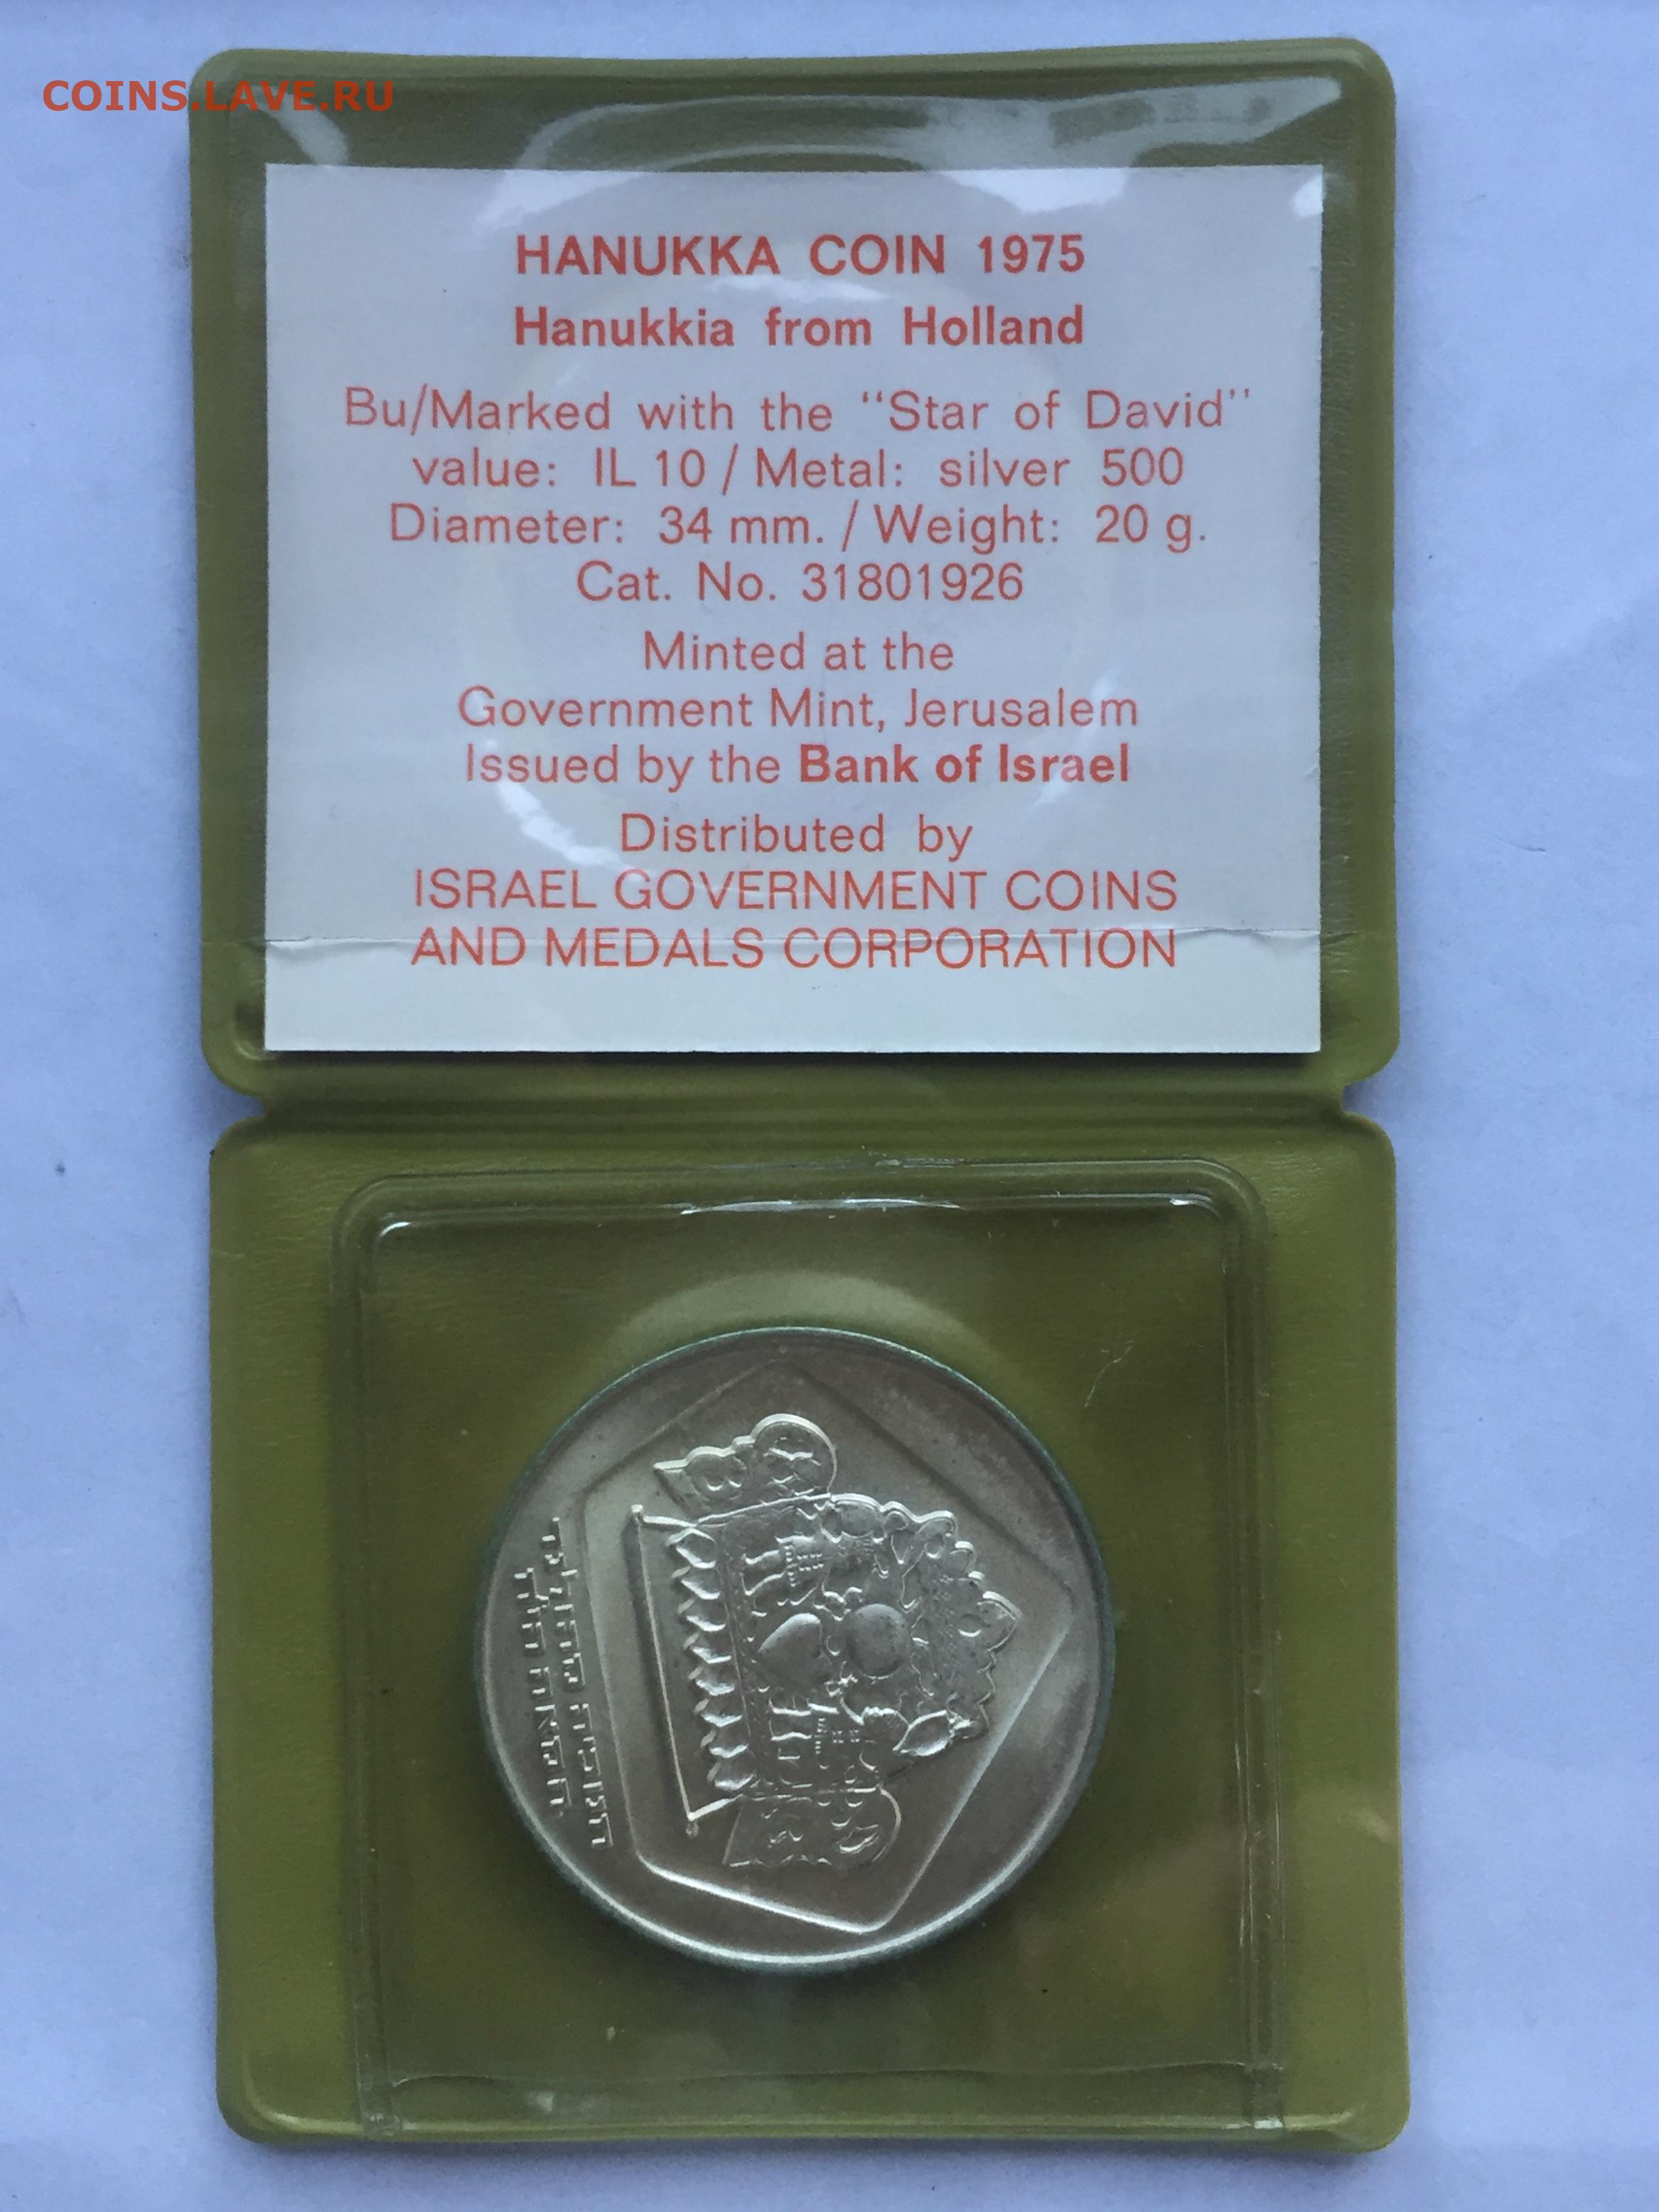 COINS.LAVE.RU
HANUKKA COIN 1975
Hanukkia from Holland
Bu/Marked with the "Star of David"
value: IL 10 / Metal: silver 500
Diameter: 34 mm. / Weight: 20 g.
Cat. No. 31801926
Minted at the
Government Mint, Jerusalem
Issued by the Bank of Israel
Distributed by
ISRAEL GOVERNMENT COINS
AND MEDALS CORPORATION